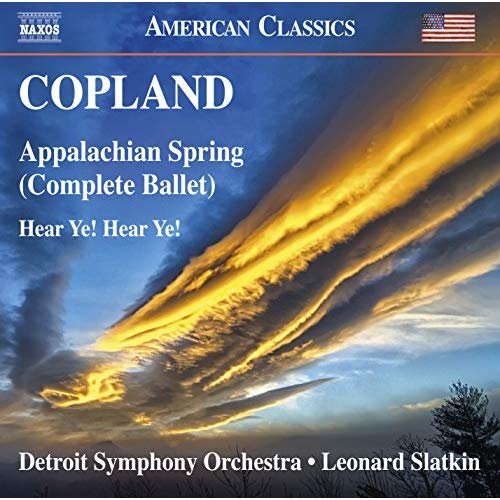 NAXOS
AMERICAN CLASSICS
COPLAND
Appalachian Spring
(Complete Ballet)
Hear Ye! Hear Ye!
Detroit Symphony Orchestra • Leonard Slatkin